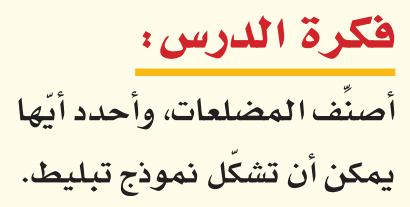 فكرة الدرس:
أصنِّف المضلعات، وأحدد أيّها
يمكن أن تشكّل نموذج تبليط.